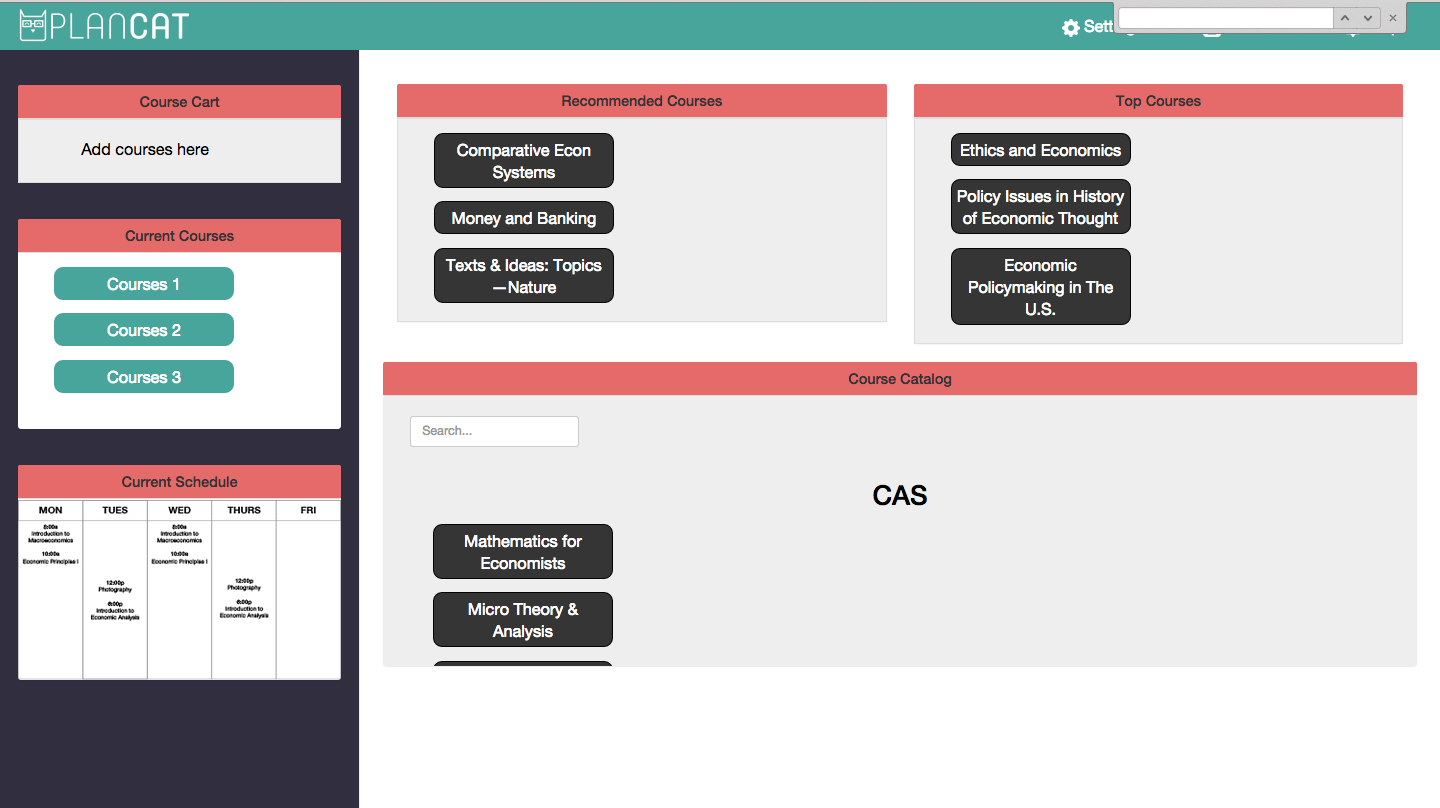 PLANCAT
Sett
Course Cart
Add courses here
Current Courses
Courses 1
Courses 2
Courses 3
Current Schedule
MON TUES WED THURS FRI
8:00a
Introduction to
Macroeconomics
10:00a
Economic Principles I
12:00p
Photography
6:00p
Introduction to
Economic Analysis
8:00a
Introduction to
Macroeconomics
10:00a
Economic Principles I
12:00p
Photography
6:00p
Introduction to
Economic Analysis
Recommended Courses
Comparative Econ
Systems
Money and Banking
Texts & Ideas: Topics
—Nature
Top Courses
Ethics and Economics
Policy Issues in History
of Economic Thought
Economic
Policymaking in The
U.S.
Course Catalog
Search...
CAS
Mathematics for
Economists
Micro Theory &
Analysis